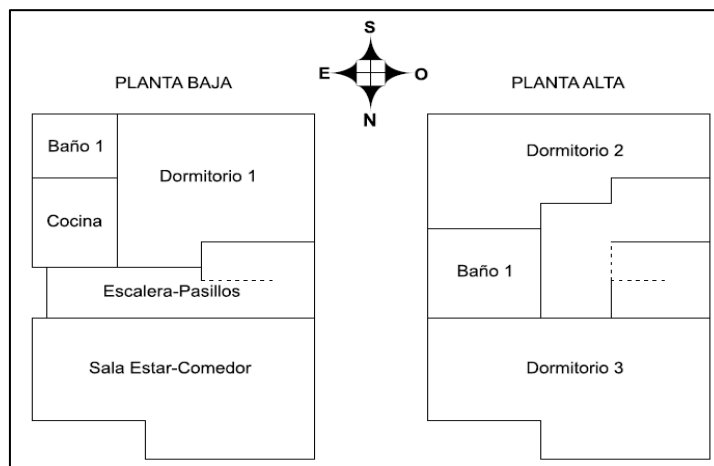 S
E O
N
PLANTA BAJA
PLANTA ALTA
Baño 1
Dormitorio 1
Cocina
Escalera-Pasillos
Sala Estar-Comedor
Dormitorio 2
Baño 1
Dormitorio 3